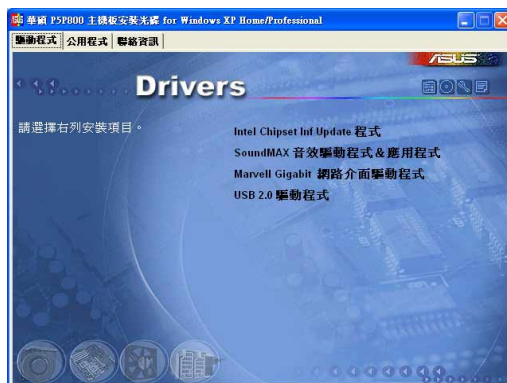 華碩 P5P800 主機板安裝光碟 for Windows XP Home/Professional
驅動程式 公用程式 聯絡資訊
ASUS
Drivers
請選擇右列安裝項目。
Intel Chipset Inf Update 程式
SoundMAX 音效驅動程式＆應用程式
Marvell Gigabit 網路介面驅動程式
USB 2.0 驅動程式